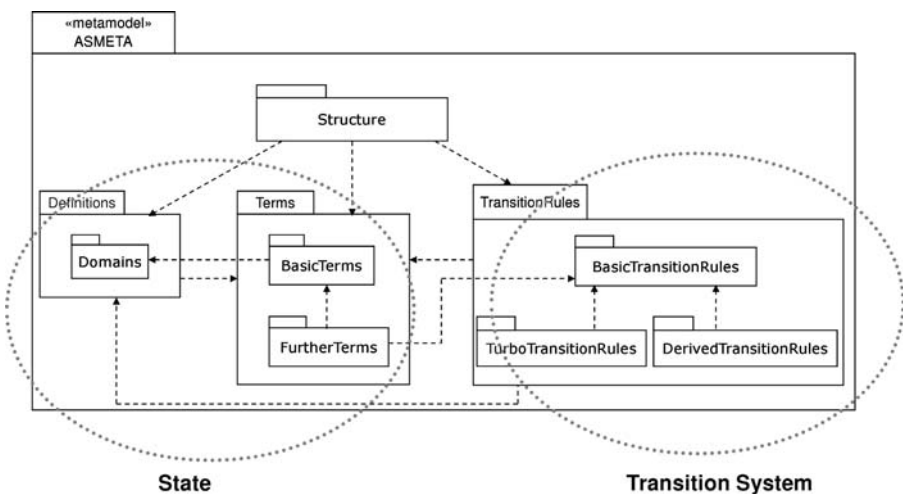 «metamodel»
ASMETA
Structure
Definitions
Terms
TransitionRules
Domains
BasicTerms
BasicTransitionRules
FurtherTerms
TurboTransitionRules
DerivedTransitionRules
State
Transition System